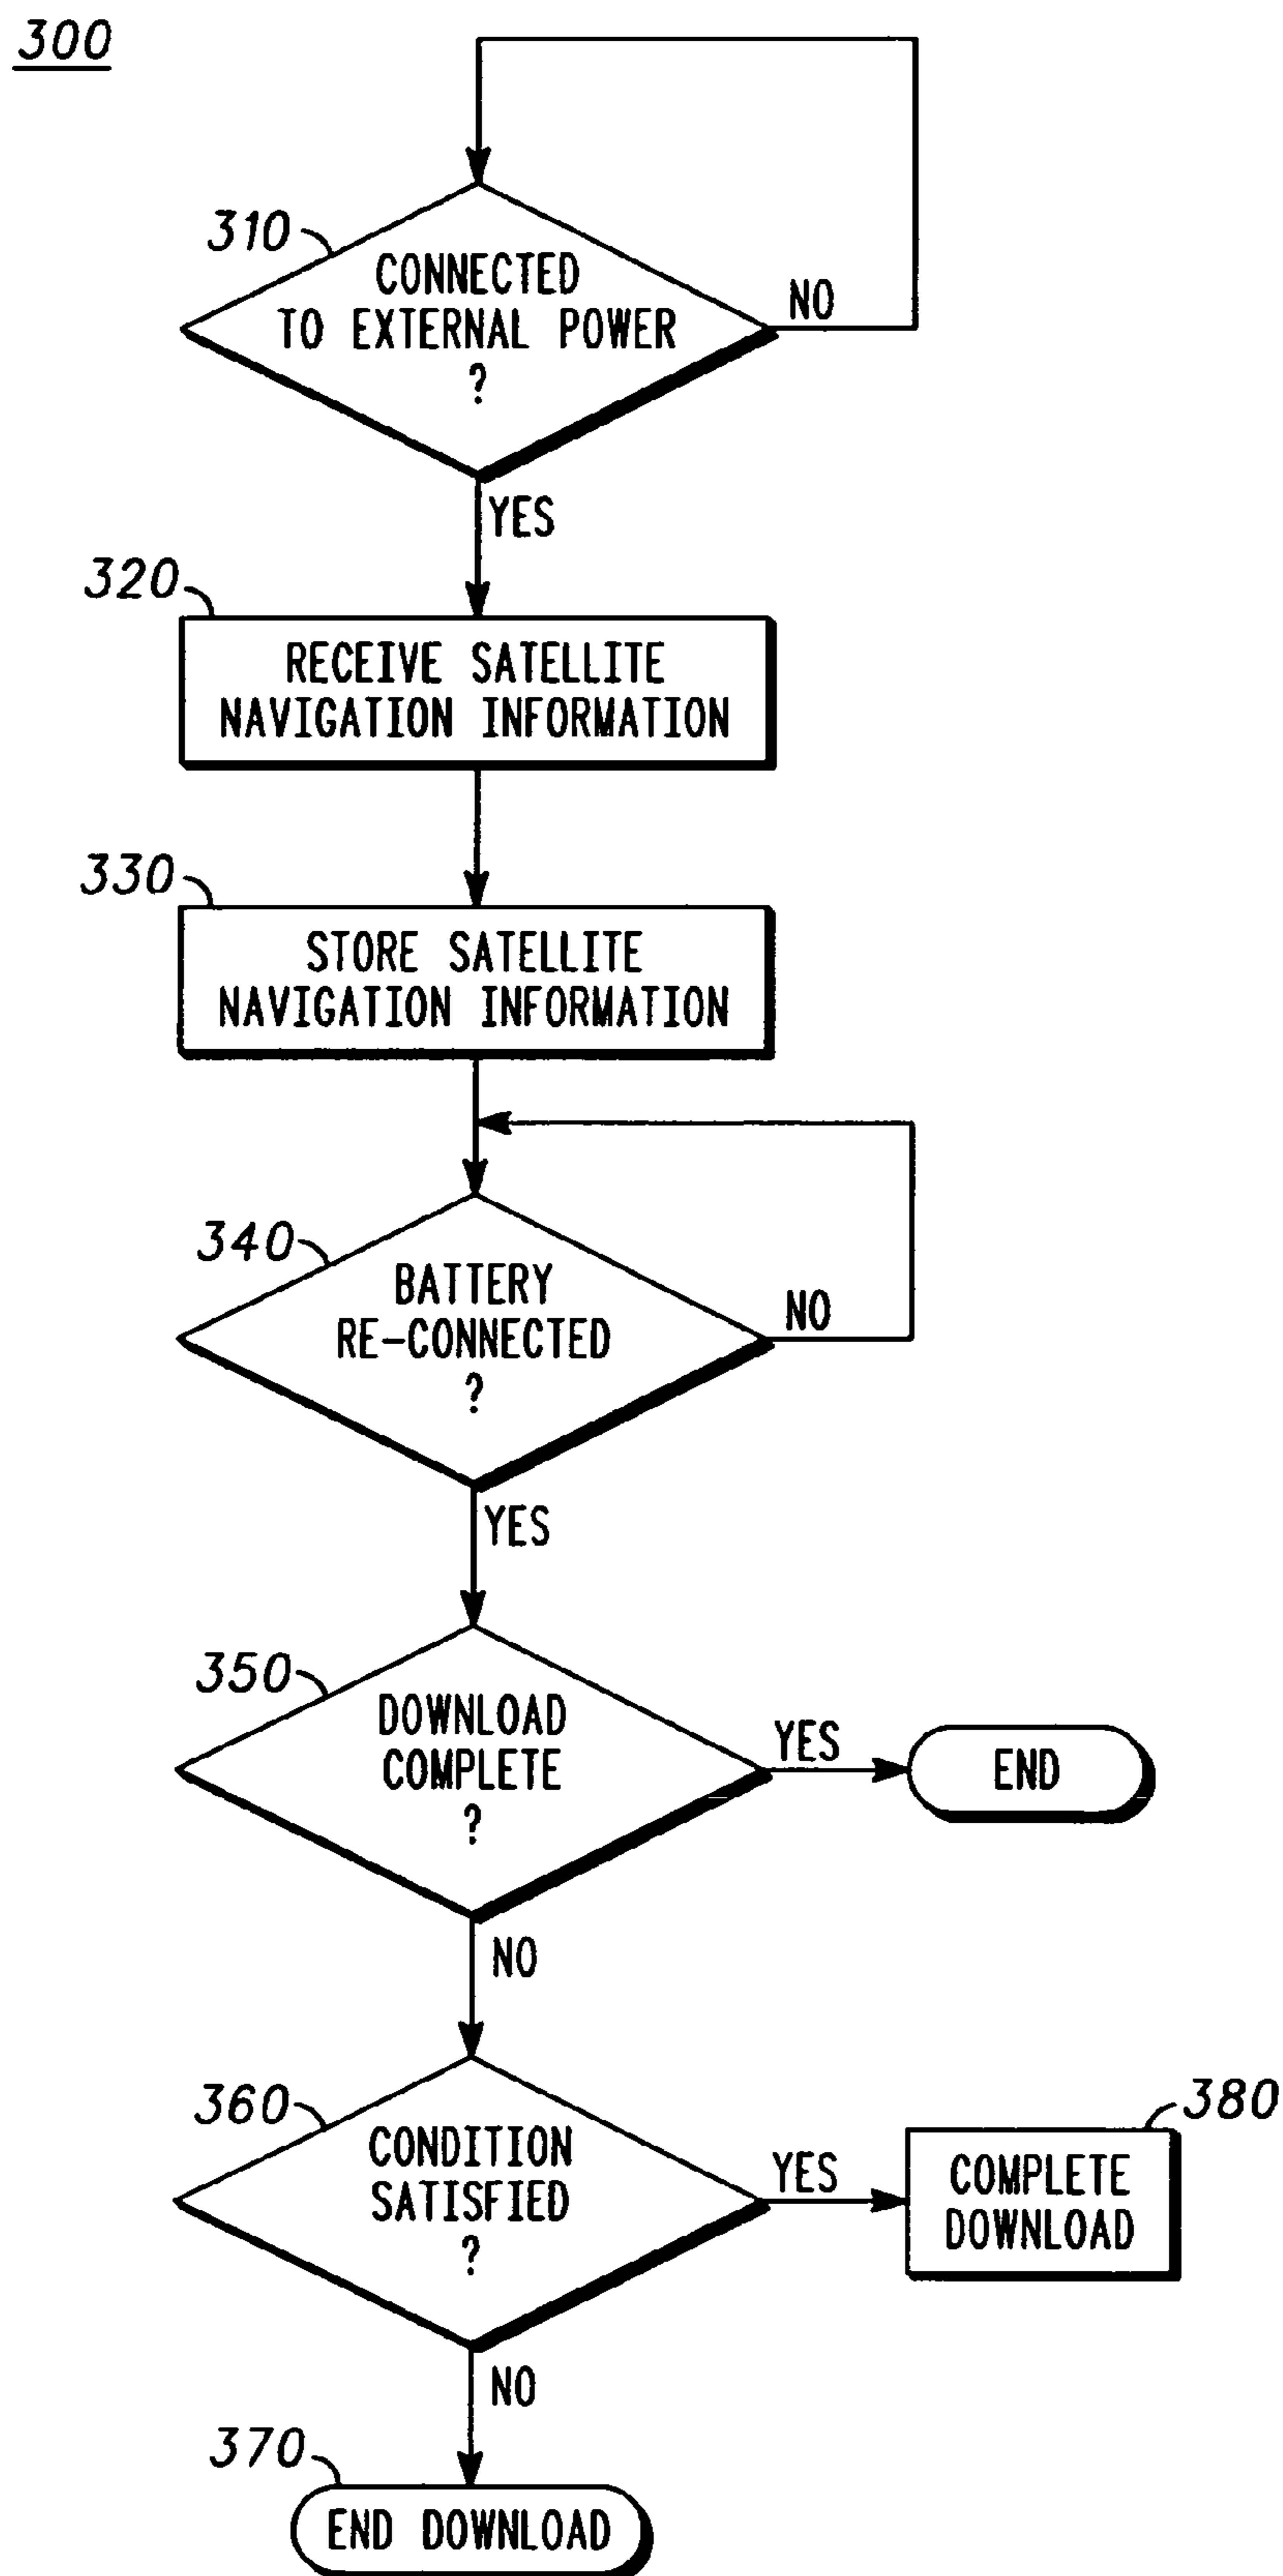 300
310
CONNECTED
TO EXTERNAL POWER
?
NO
YES
320
RECEIVE SATELLITE
NAVIGATION INFORMATION
330
STORE SATELLITE
NAVIGATION INFORMATION
340
BATTERY
RE-CONNECTED
?
NO
YES
350
DOWNLOAD
COMPLETE
?
YES
END
NO
360
CONDITION
SATISFIED
?
YES
380
COMPLETE
DOWNLOAD
NO
370
END DOWNLOAD